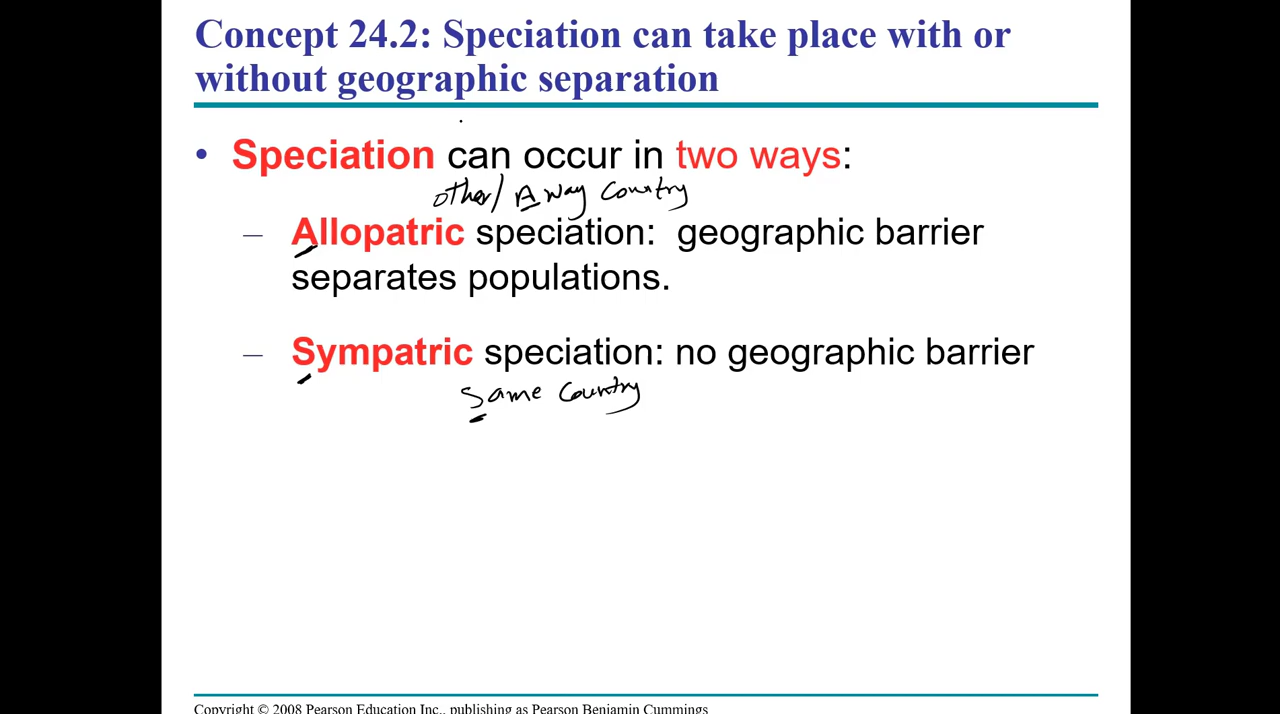 Concept 24.2: Speciation can take place with or
without geographic separation
• Speciation can occur in two ways:
other/ Away Country
– Allopatric speciation: geographic barrier
separates populations.
– Sympatric speciation: no geographic barrier
Same Country
Copyright © 2008 Pearson Education Inc., publishing as Pearson Benjamin Cummings